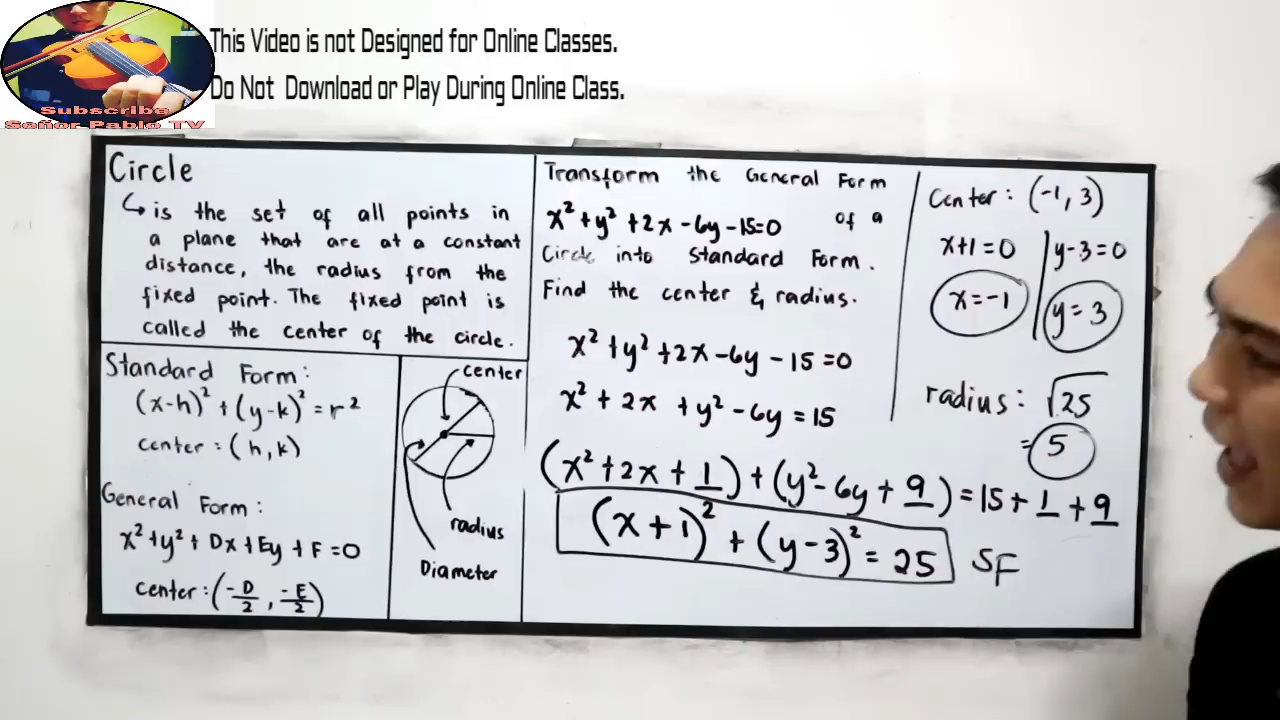 This Video is not Designed for Online Classes.
Do Not Download or Play During Online Class.
Subscribe
Señor Pablo TV
Circle
↳ is the set of all points in
a plane that are at a constant
distance, the radius from the
fixed point. The fixed point is
called the center of the circle.
Standard Form:
(x-h)² + (y-k)² = r²
center : (h, k)
General Form :
x² + y² + Dx + Ey + F = 0
center : (-D/2, -E/2)
center
radius
Diameter
Transform the General Form
x² + y² + 2x - 6y - 15 = 0 of a
Circle into Standard Form.
Find the center & radius.
x² + y² + 2x - 6y - 15 = 0
x² + 2x + y² - 6y = 15
(x² + 2x + 1) + (y² - 6y + 9) = 15 + 1 + 9
(x + 1)² + (y - 3)² = 25 SF
Center : (-1, 3)
x+1 = 0 y-3 = 0
x = -1 y = 3
radius : √25
= 5